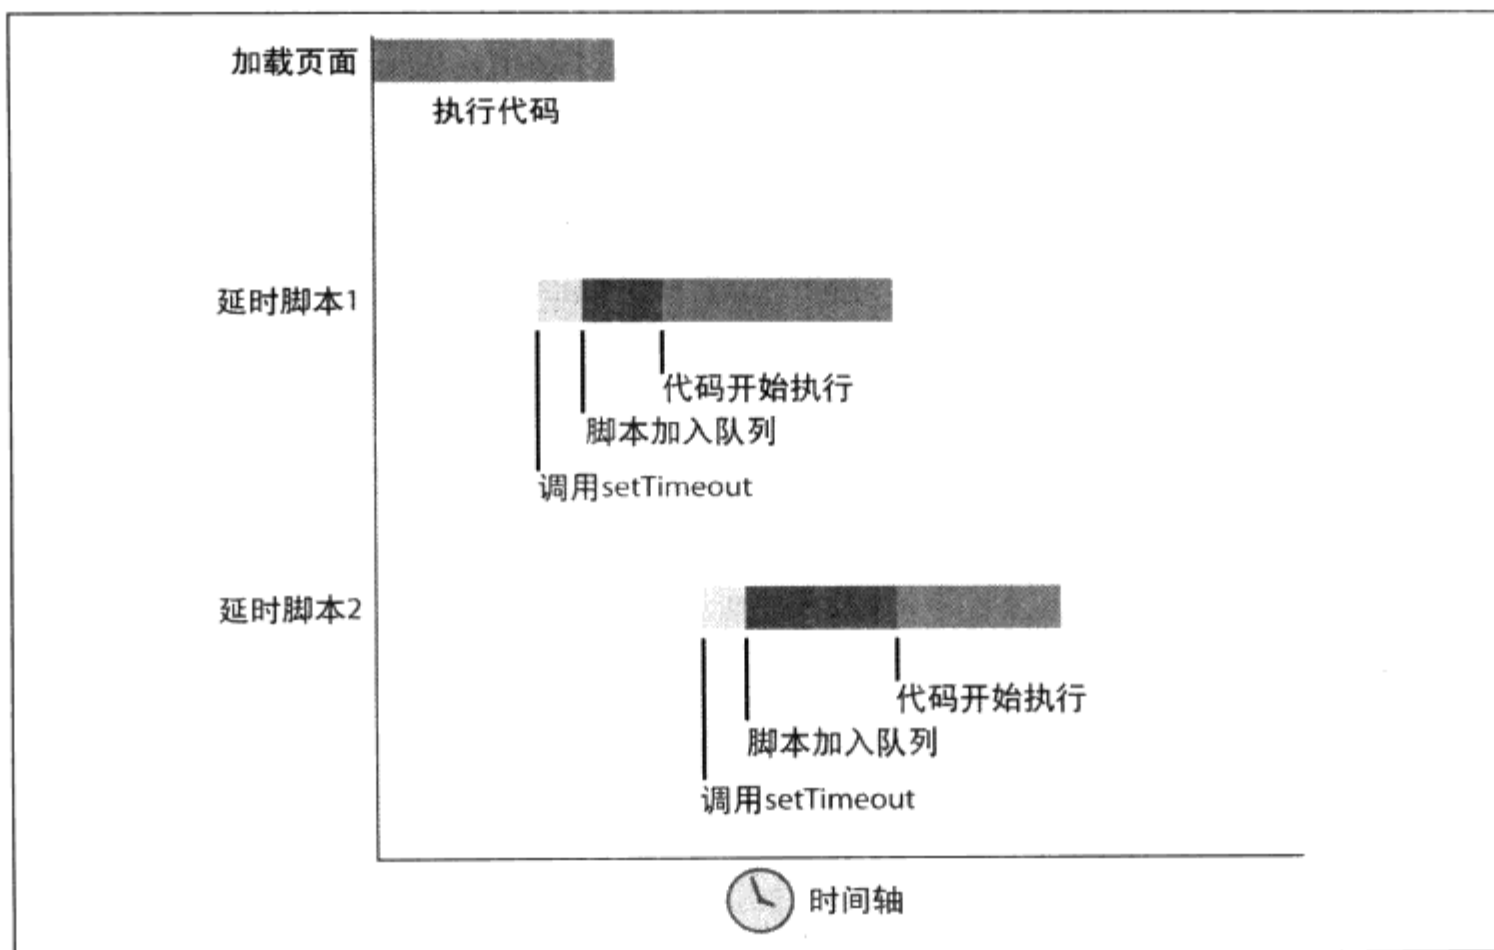 加载页面
执行代码
延时脚本1
代码开始执行
脚本加入队列
调用setTimeout
延时脚本2
代码开始执行
脚本加入队列
调用setTimeout
时间轴